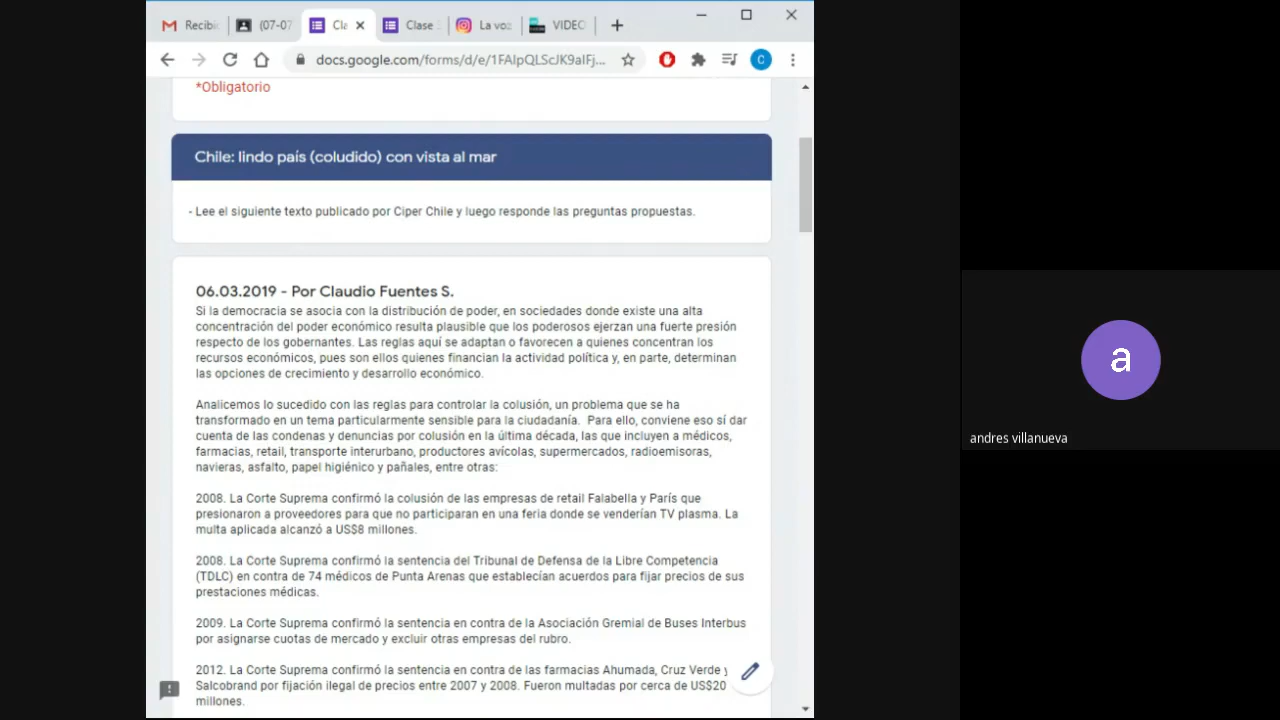 Recibi
(07-07
Cla
Clase
La voz
VIDEO
docs.google.com/forms/d/e/1FAIpQLScJK9aIFj...
C
*Obligatorio
Chile: lindo país (coludido) con vista al mar
- Lee el siguiente texto publicado por Ciper Chile y luego responde las preguntas propuestas.
06.03.2019 - Por Claudio Fuentes S.
Si la democracia se asocia con la distribución de poder, en sociedades donde existe una alta
concentración del poder económico resulta plausible que los poderosos ejerzan una fuerte presión
respecto de los gobernantes. Las reglas aquí se adaptan o favorecen a quienes concentran los
recursos económicos, pues son ellos quienes financian la actividad política y, en parte, determinan
las opciones de crecimiento y desarrollo económico.
Analicemos lo sucedido con las reglas para controlar la colusión, un problema que se ha
transformado en un tema particularmente sensible para la ciudadanía. Para ello, conviene eso sí dar
cuenta de las condenas y denuncias por colusión en la última década, las que incluyen a médicos,
farmacias, retail, transporte interurbano, productores avícolas, supermercados, radioemisoras,
navieras, asfalto, papel higiénico y pañales, entre otras:
2008. La Corte Suprema confirmó la colusión de las empresas de retail Falabella y París que
presionaron a proveedores para que no participaran en una feria donde se venderían TV plasma. La
multa aplicada alcanzó a US$8 millones.
2008. La Corte Suprema confirmó la sentencia del Tribunal de Defensa de la Libre Competencia
(TDLC) en contra de 74 médicos de Punta Arenas que establecían acuerdos para fijar precios de sus
prestaciones médicas.
2009. La Corte Suprema confirmó la sentencia en contra de la Asociación Gremial de Buses Interbus
por asignarse cuotas de mercado y excluir otras empresas del rubro.
2012. La Corte Suprema confirmó la sentencia en contra de las farmacias Ahumada, Cruz Verde y
Salcobrand por fijación ilegal de precios entre 2007 y 2008. Fueron multadas por cerca de US$20
millones.
a
andres villanueva